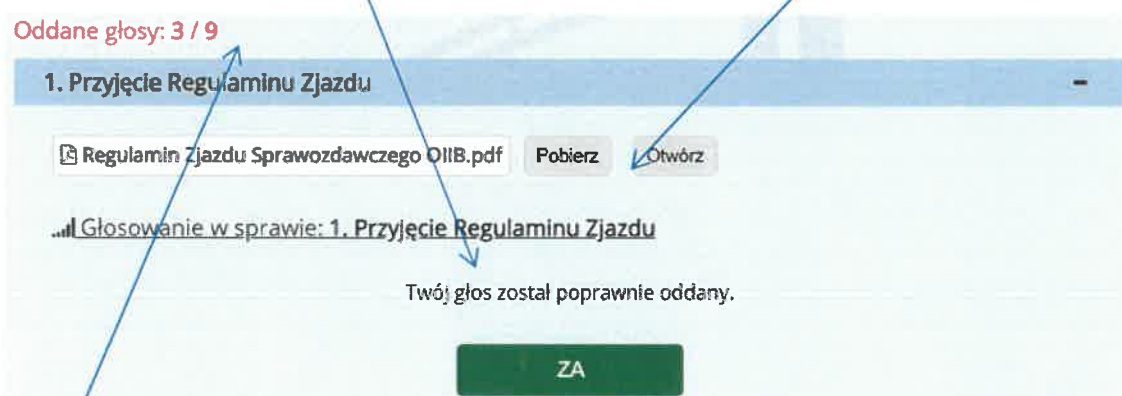 Oddane głosy: 3 / 9
1. Przyjęcie Regulaminu Zjazdu
Regulamin Zjazdu Sprawozdawczego OIIB.pdf Pobierz Otwórz
Głosowanie w sprawie: 1. Przyjęcie Regulaminu Zjazdu
Twój głos został poprawnie oddany.
ZA